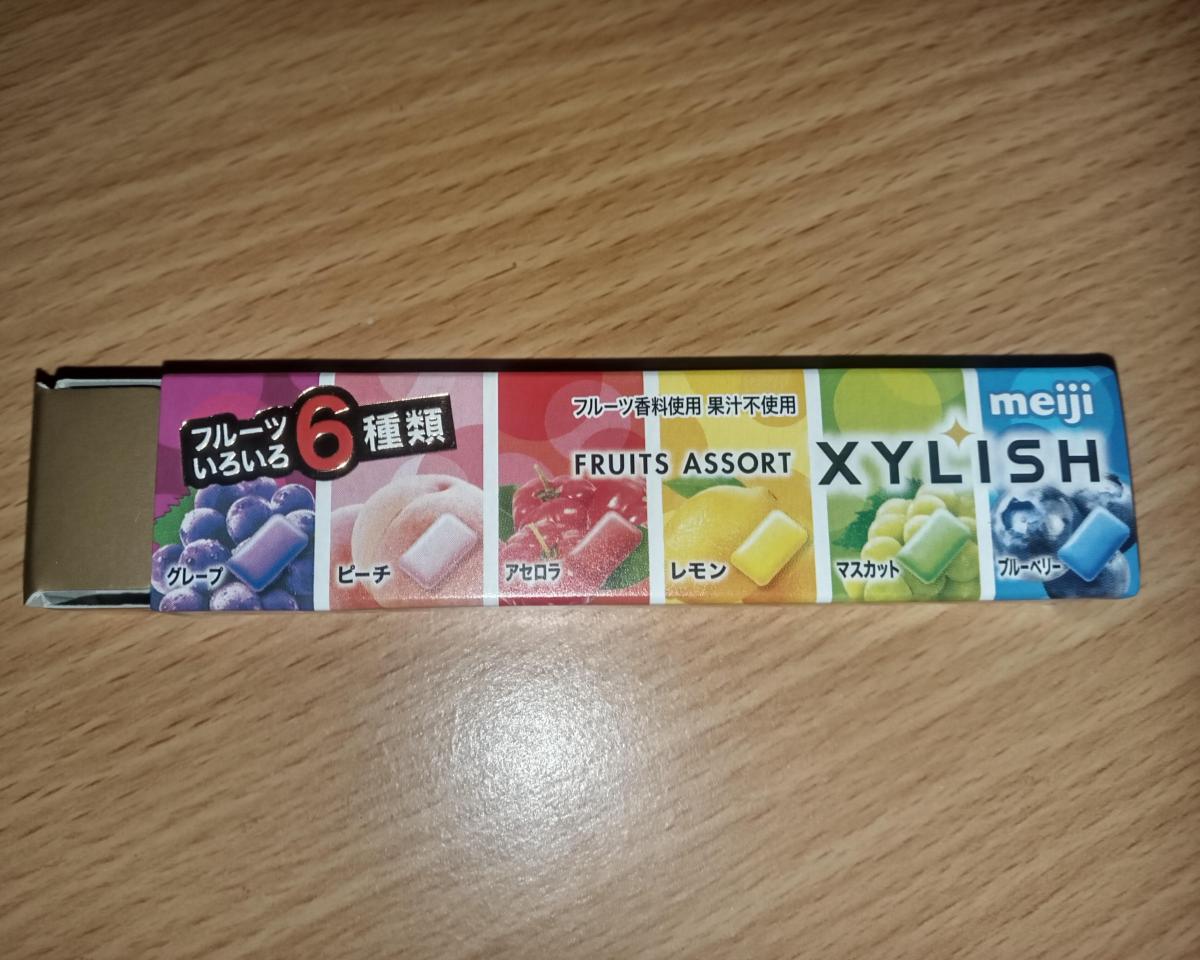 フルーツ
いろいろ
6種類
フルーツ香料使用 果汁不使用
FRUITS ASSORT
meiji
XYLISH
グレープ
ピーチ
アセロラ
レモン
マスカット
ブルーベリー